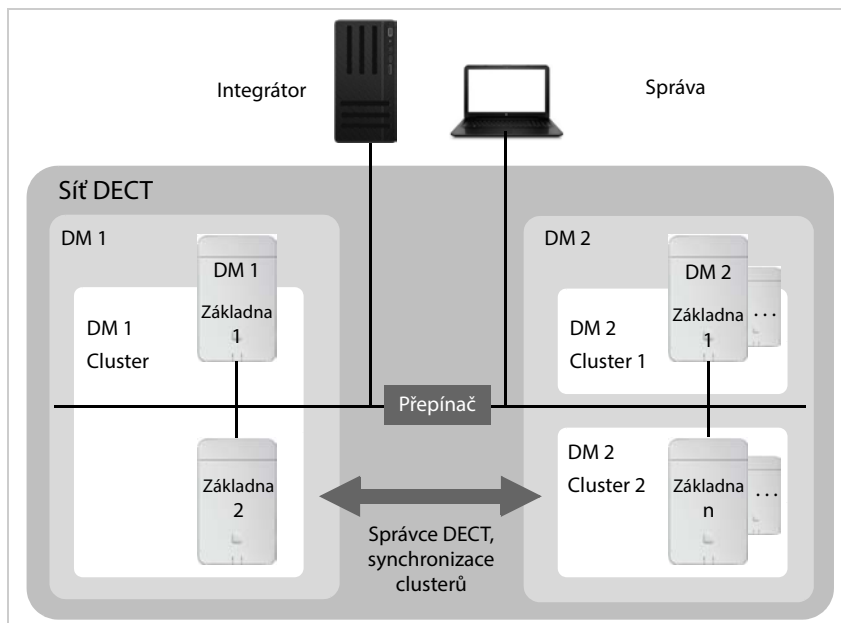 Integrátor
Správa
Síť DECT
DM 1
DM 1
Základna
1
DM 1
Cluster
Základna
2
Přepínač
Správce DECT,
synchronizace
clusterů
DM 2
DM 2
Základna
1
...
DM 2
Cluster 1
DM 2
Cluster 2
Základna
n
...